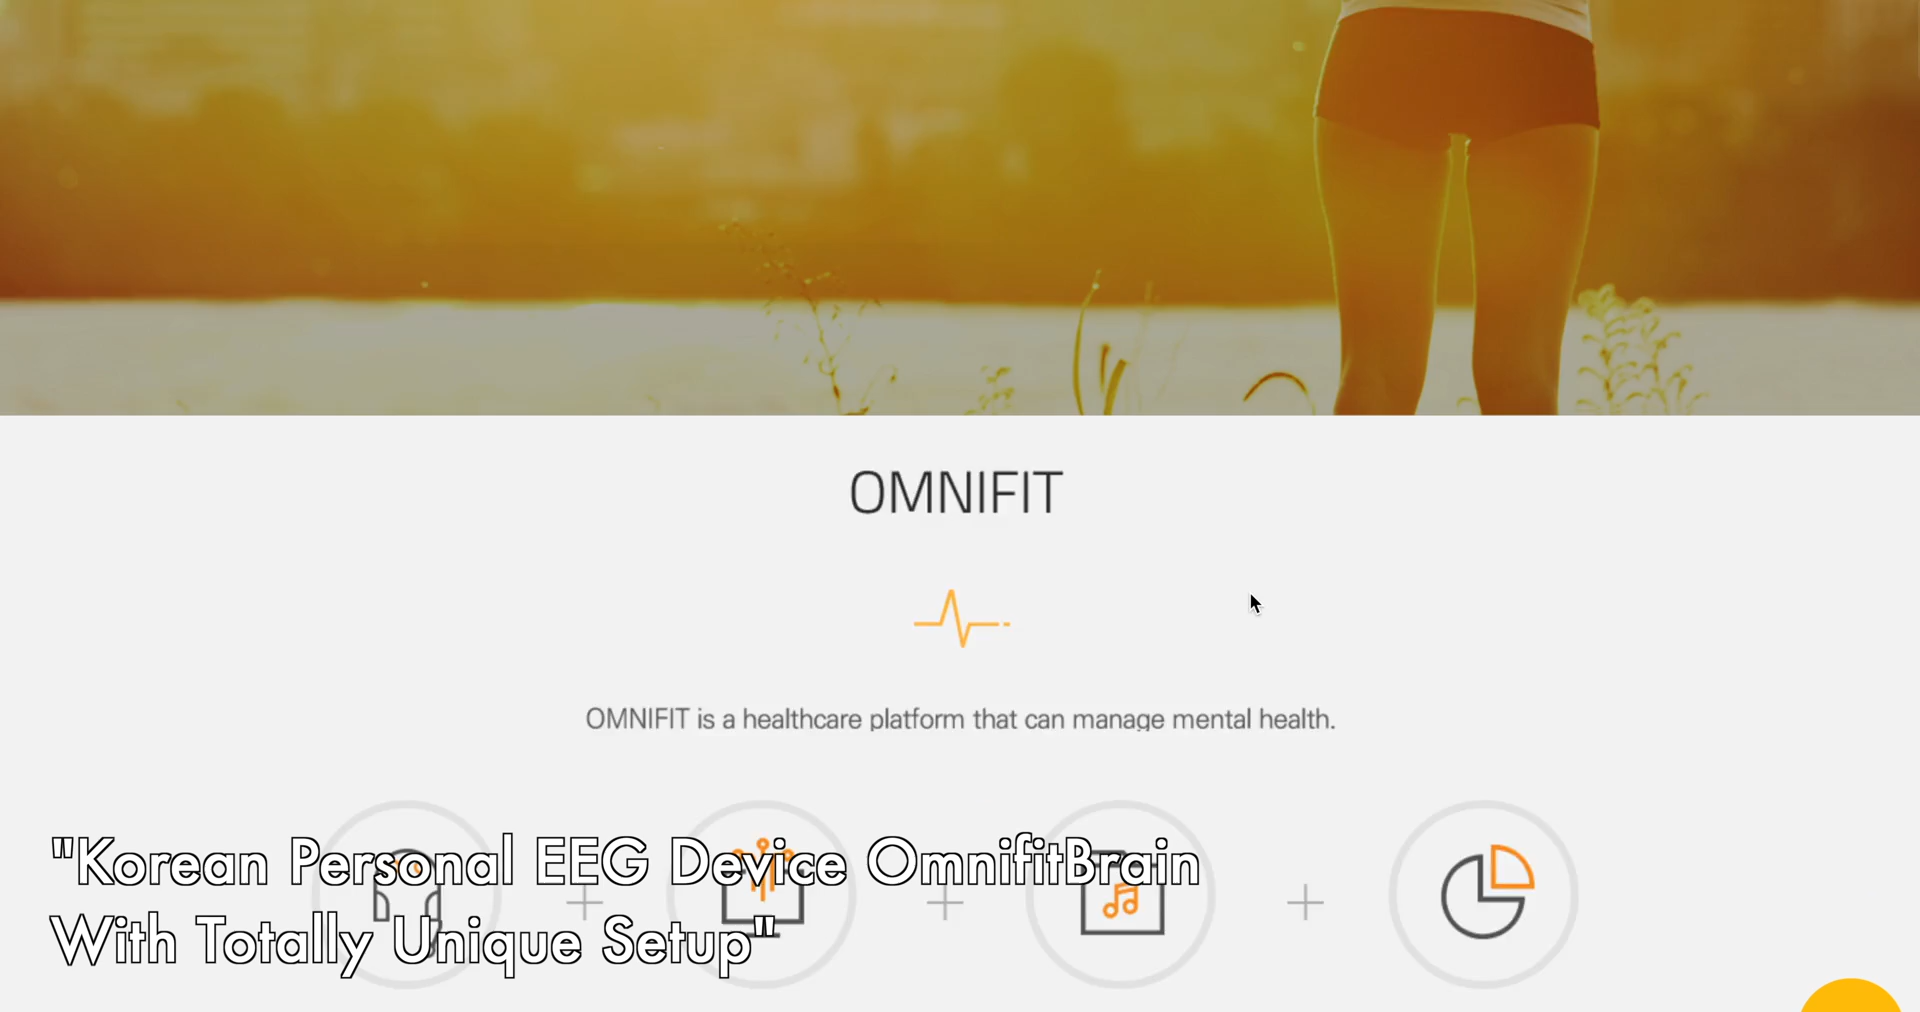 OMNIFIT
OMNIFIT is a healthcare platform that can manage mental health.
"Korean Personal EEG Device OmnifitBrain
With Totally Unique Setup"